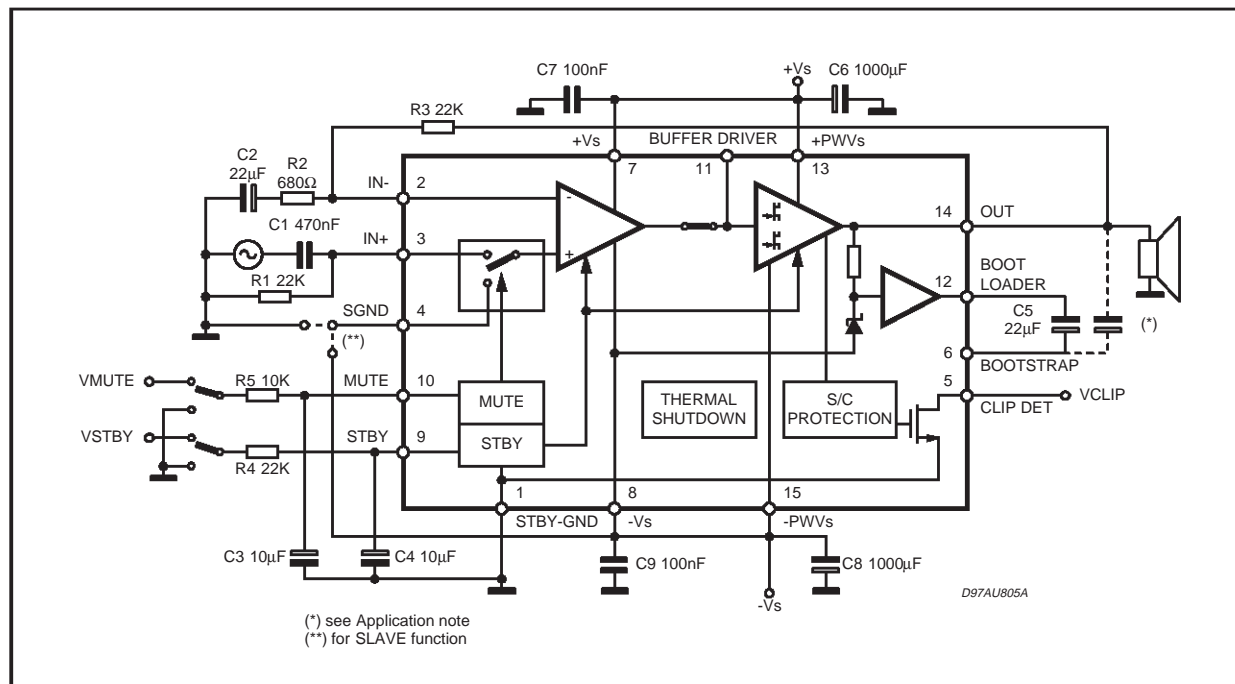 +Vs
C7 100nF
C6 1000µF
R3 22K
+Vs
BUFFER DRIVER
+PWVs
7
11
13
C2
22µF
R2
680Ω
IN-
2
-
14
OUT
C1 470nF
IN+
3
+
R1 22K
12
BOOT
LOADER
SGND
4
C5
22µF
(*)
(**)
6
BOOTSTRAP
VMUTE
R5 10K
MUTE
10
MUTE
THERMAL
SHUTDOWN
S/C
PROTECTION
5
CLIP DET
VCLIP
VSTBY
R4 22K
STBY
9
STBY
1
8
15
STBY-GND
-Vs
-PWVs
C3 10µF
C4 10µF
C9 100nF
C8 1000µF
-Vs
D97AU805A
(*) see Application note
(**) for SLAVE function